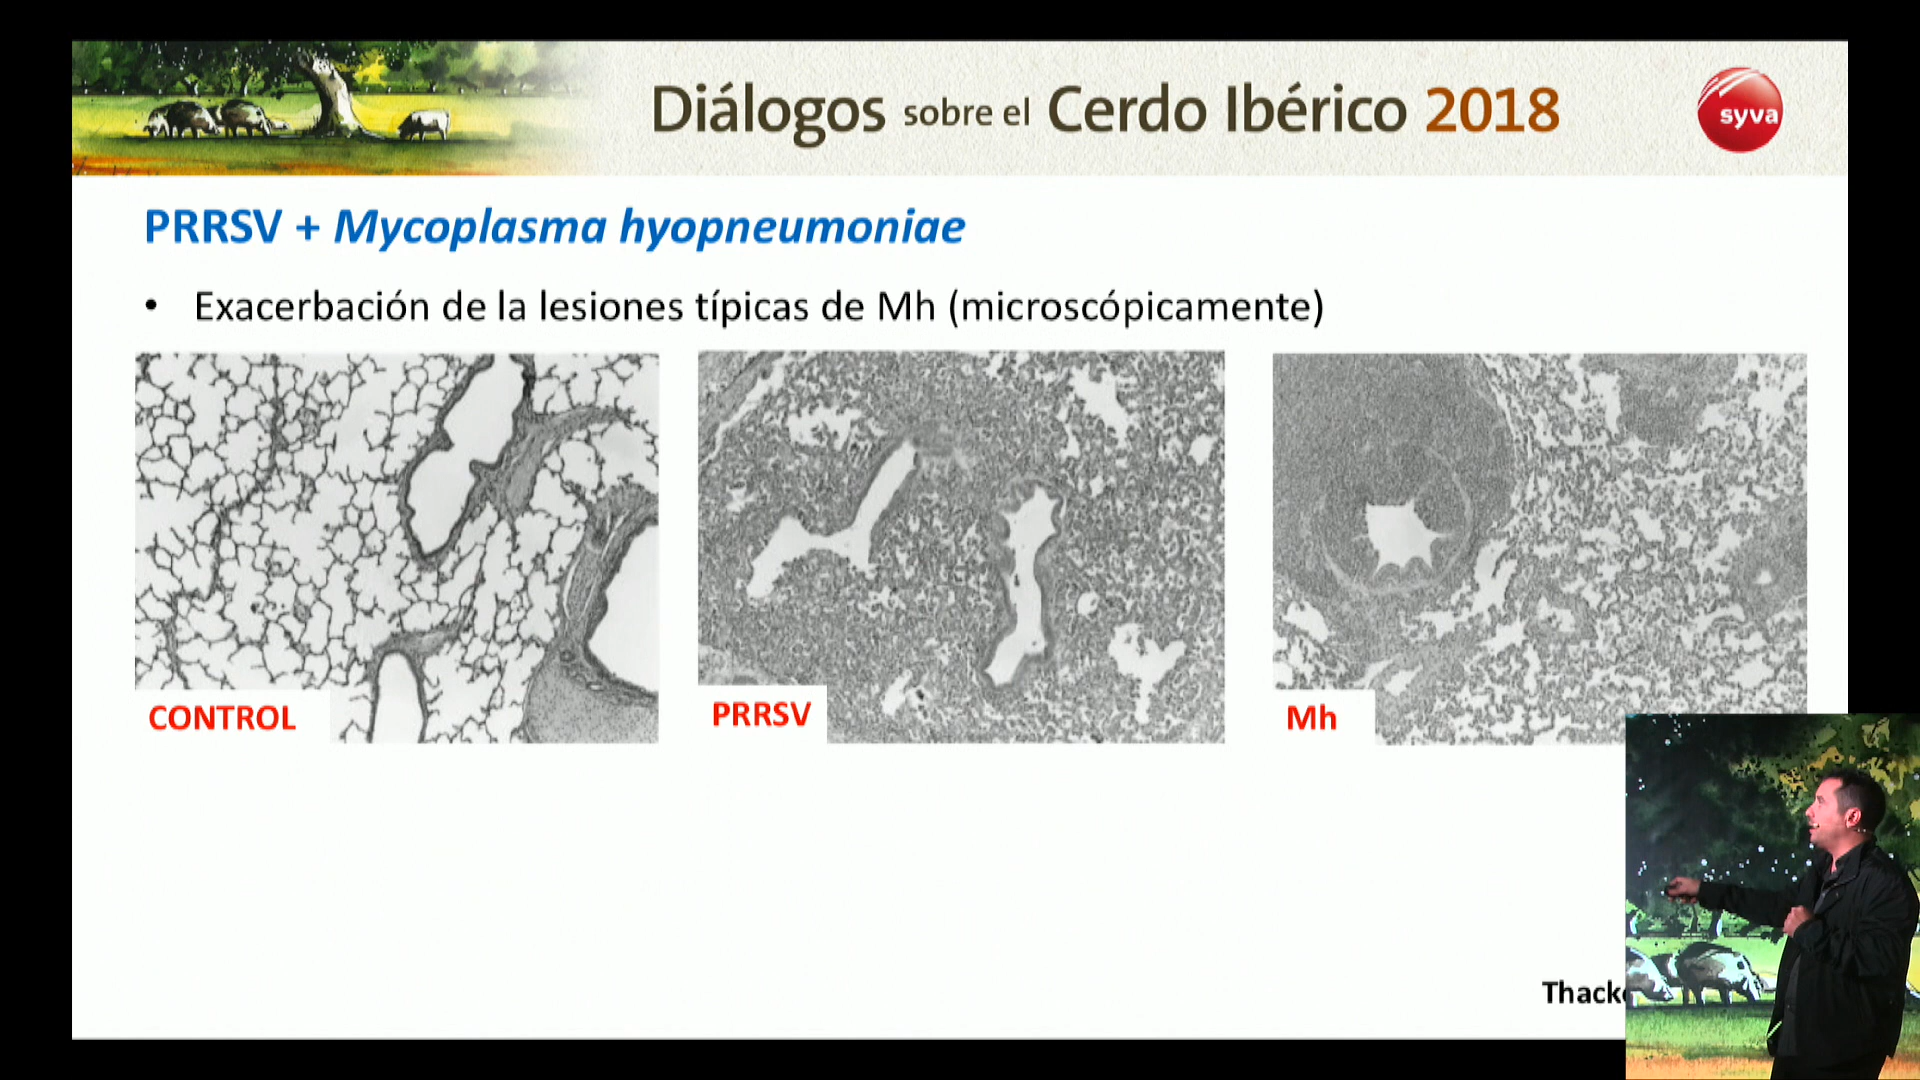 Diálogos sobre el Cerdo Ibérico 2018
syva
PRRSV + Mycoplasma hyopneumoniae
• Exacerbación de la lesiones típicas de Mh (microscópicamente)
CONTROL
PRRSV
Mh